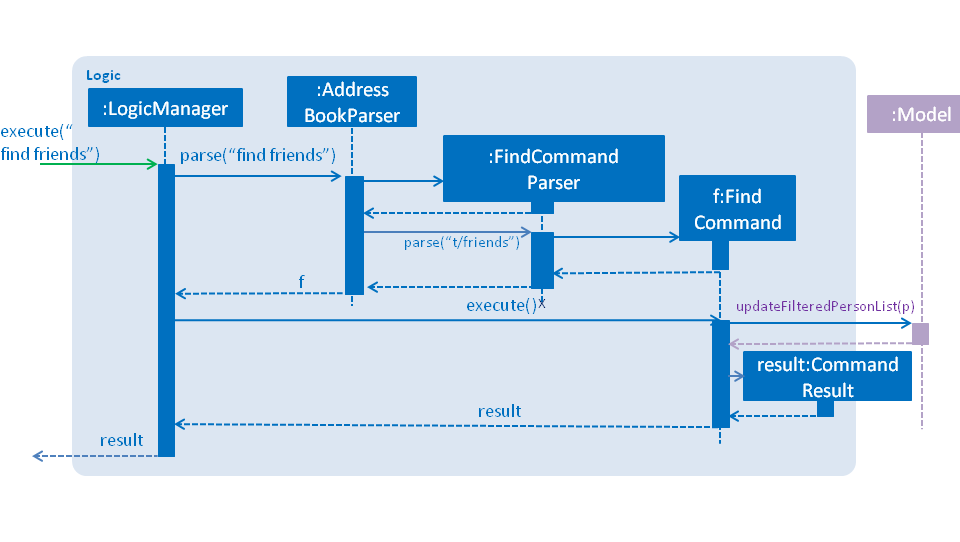 Logic
:LogicManager
:Address
BookParser
:Model
execute(“
find friends”)
parse(“find friends”)
:FindCommand
Parser
f:Find
Command
parse(“t/friends”)
f
execute()
X
updateFilteredPersonList(p)
result:Command
Result
result
result